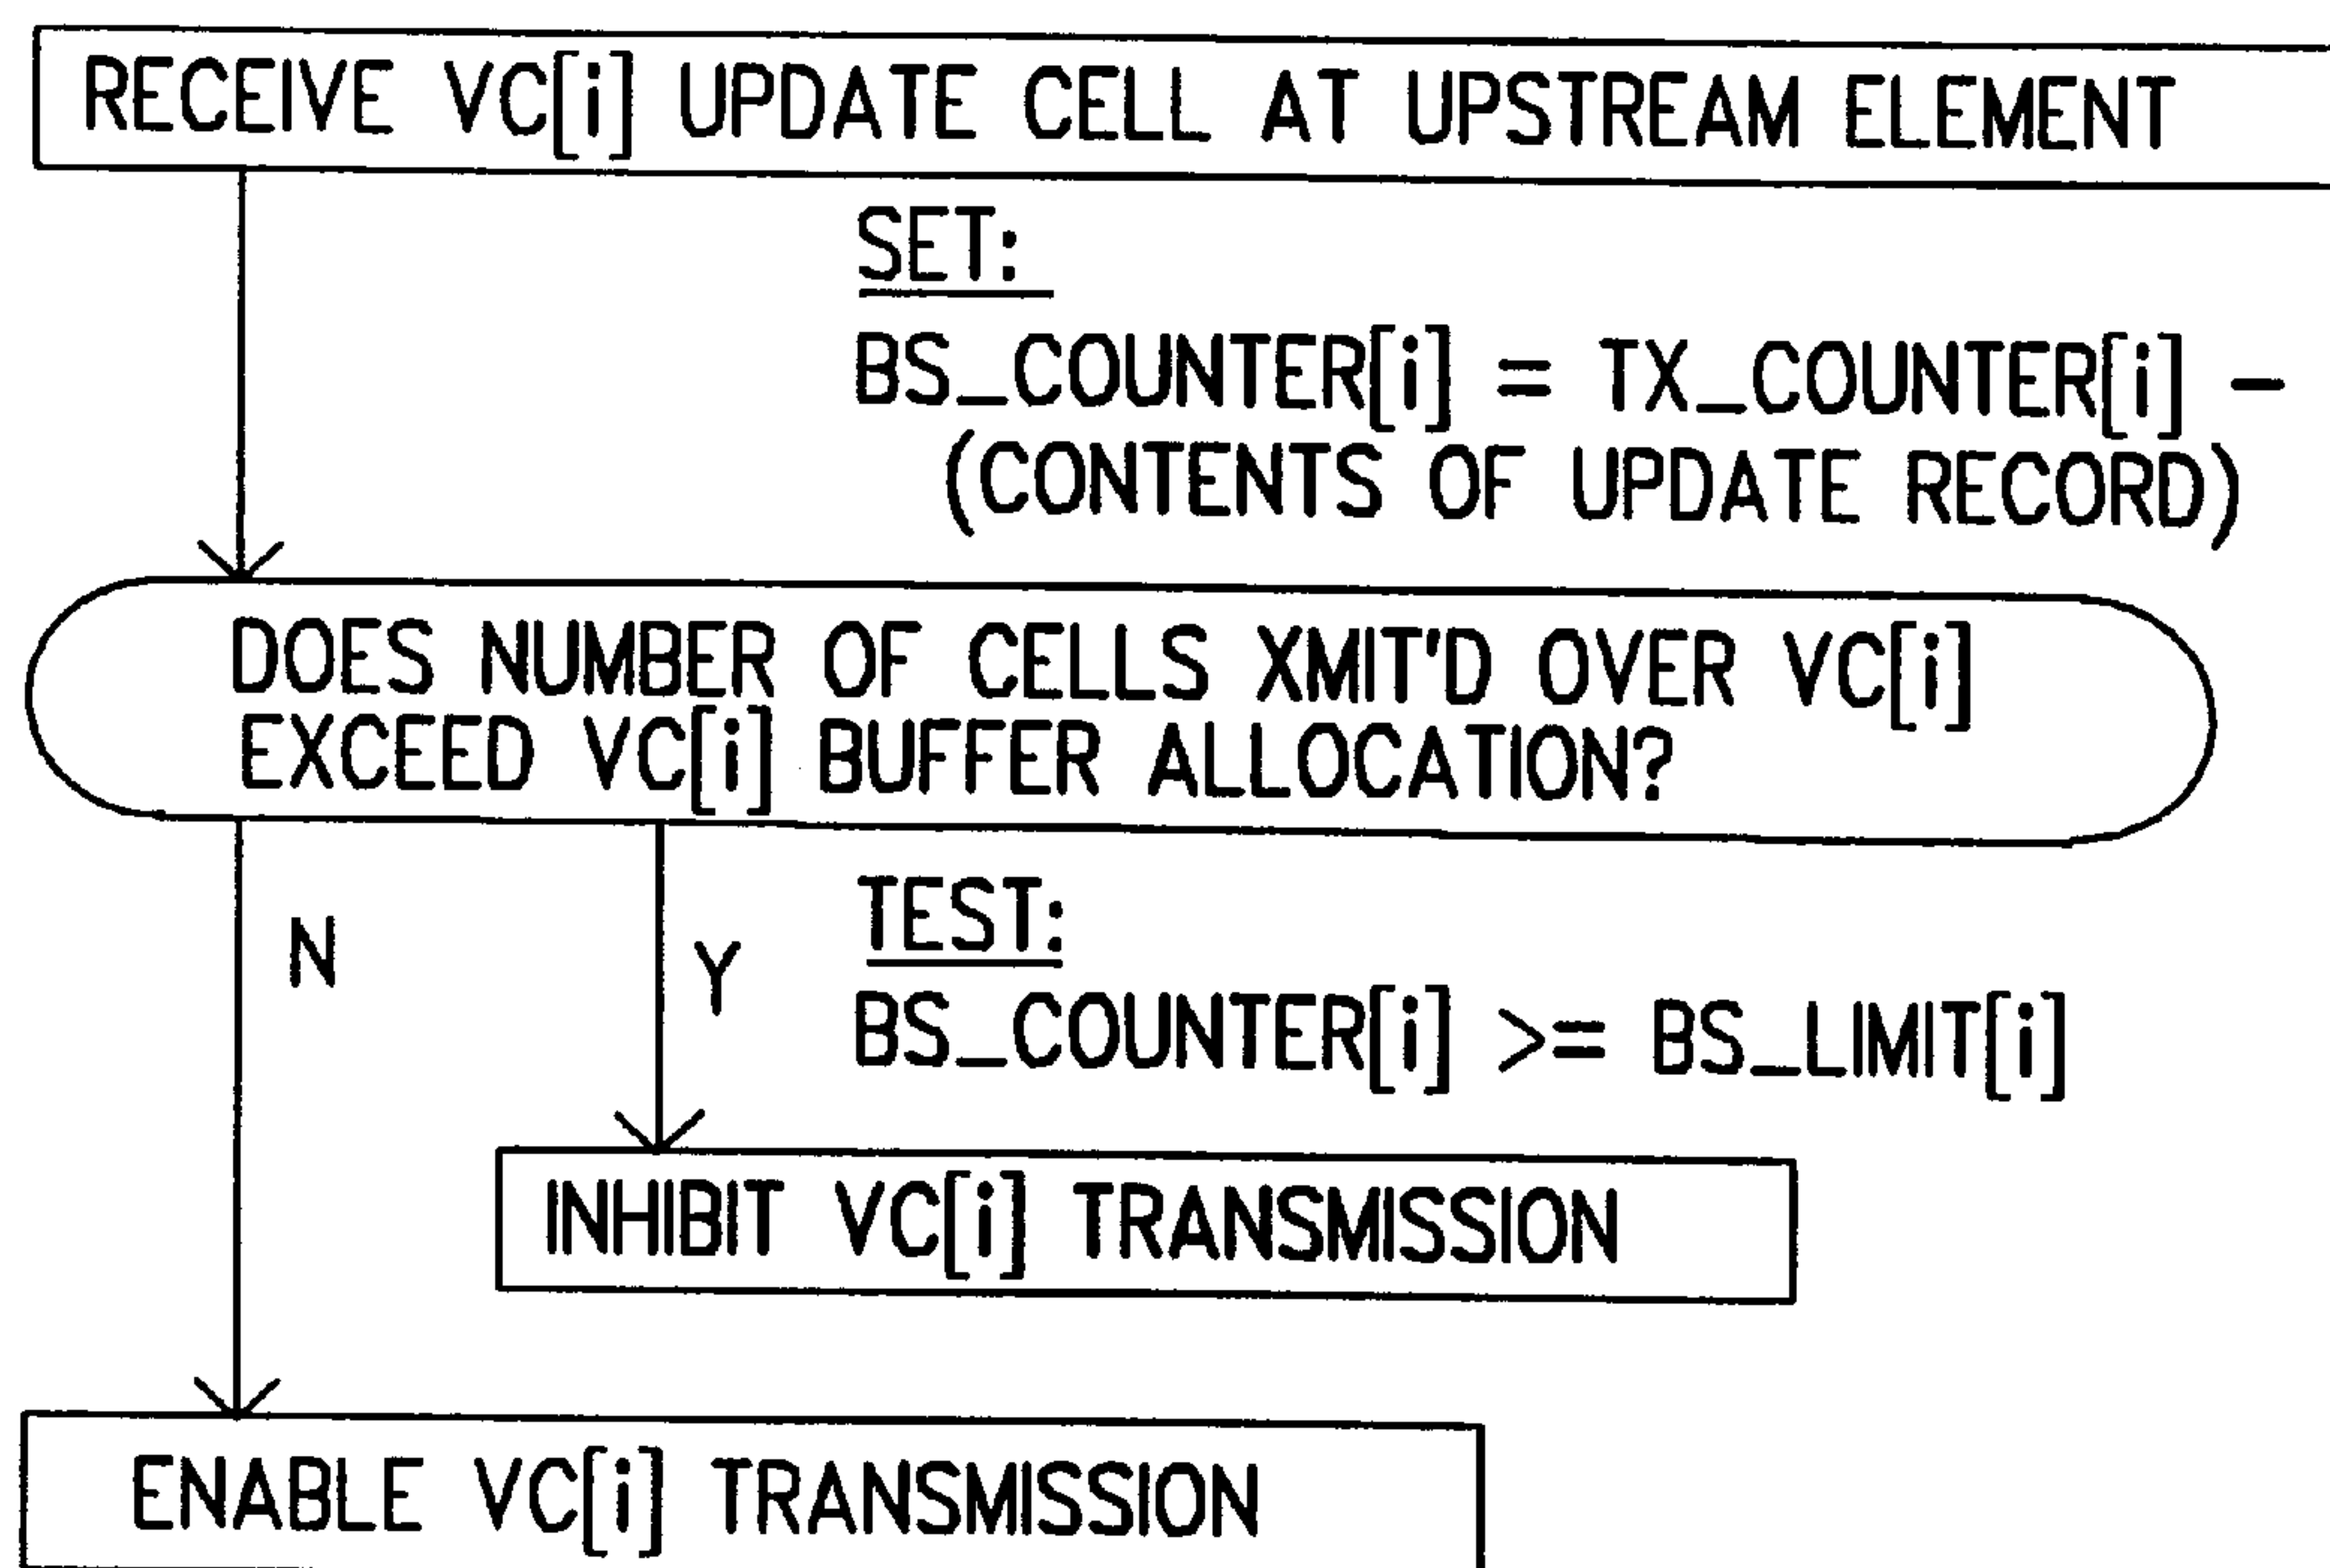 RECEIVE VC[i] UPDATE CELL AT UPSTREAM ELEMENT
SET:
BS_COUNTER[i] = TX_COUNTER[i] –
(CONTENTS OF UPDATE RECORD)
DOES NUMBER OF CELLS XMIT'D OVER VC[i]
EXCEED VC[i] BUFFER ALLOCATION?
N
Y
TEST:
BS_COUNTER[i] >= BS_LIMIT[i]
INHIBIT VC[i] TRANSMISSION
ENABLE VC[i] TRANSMISSION